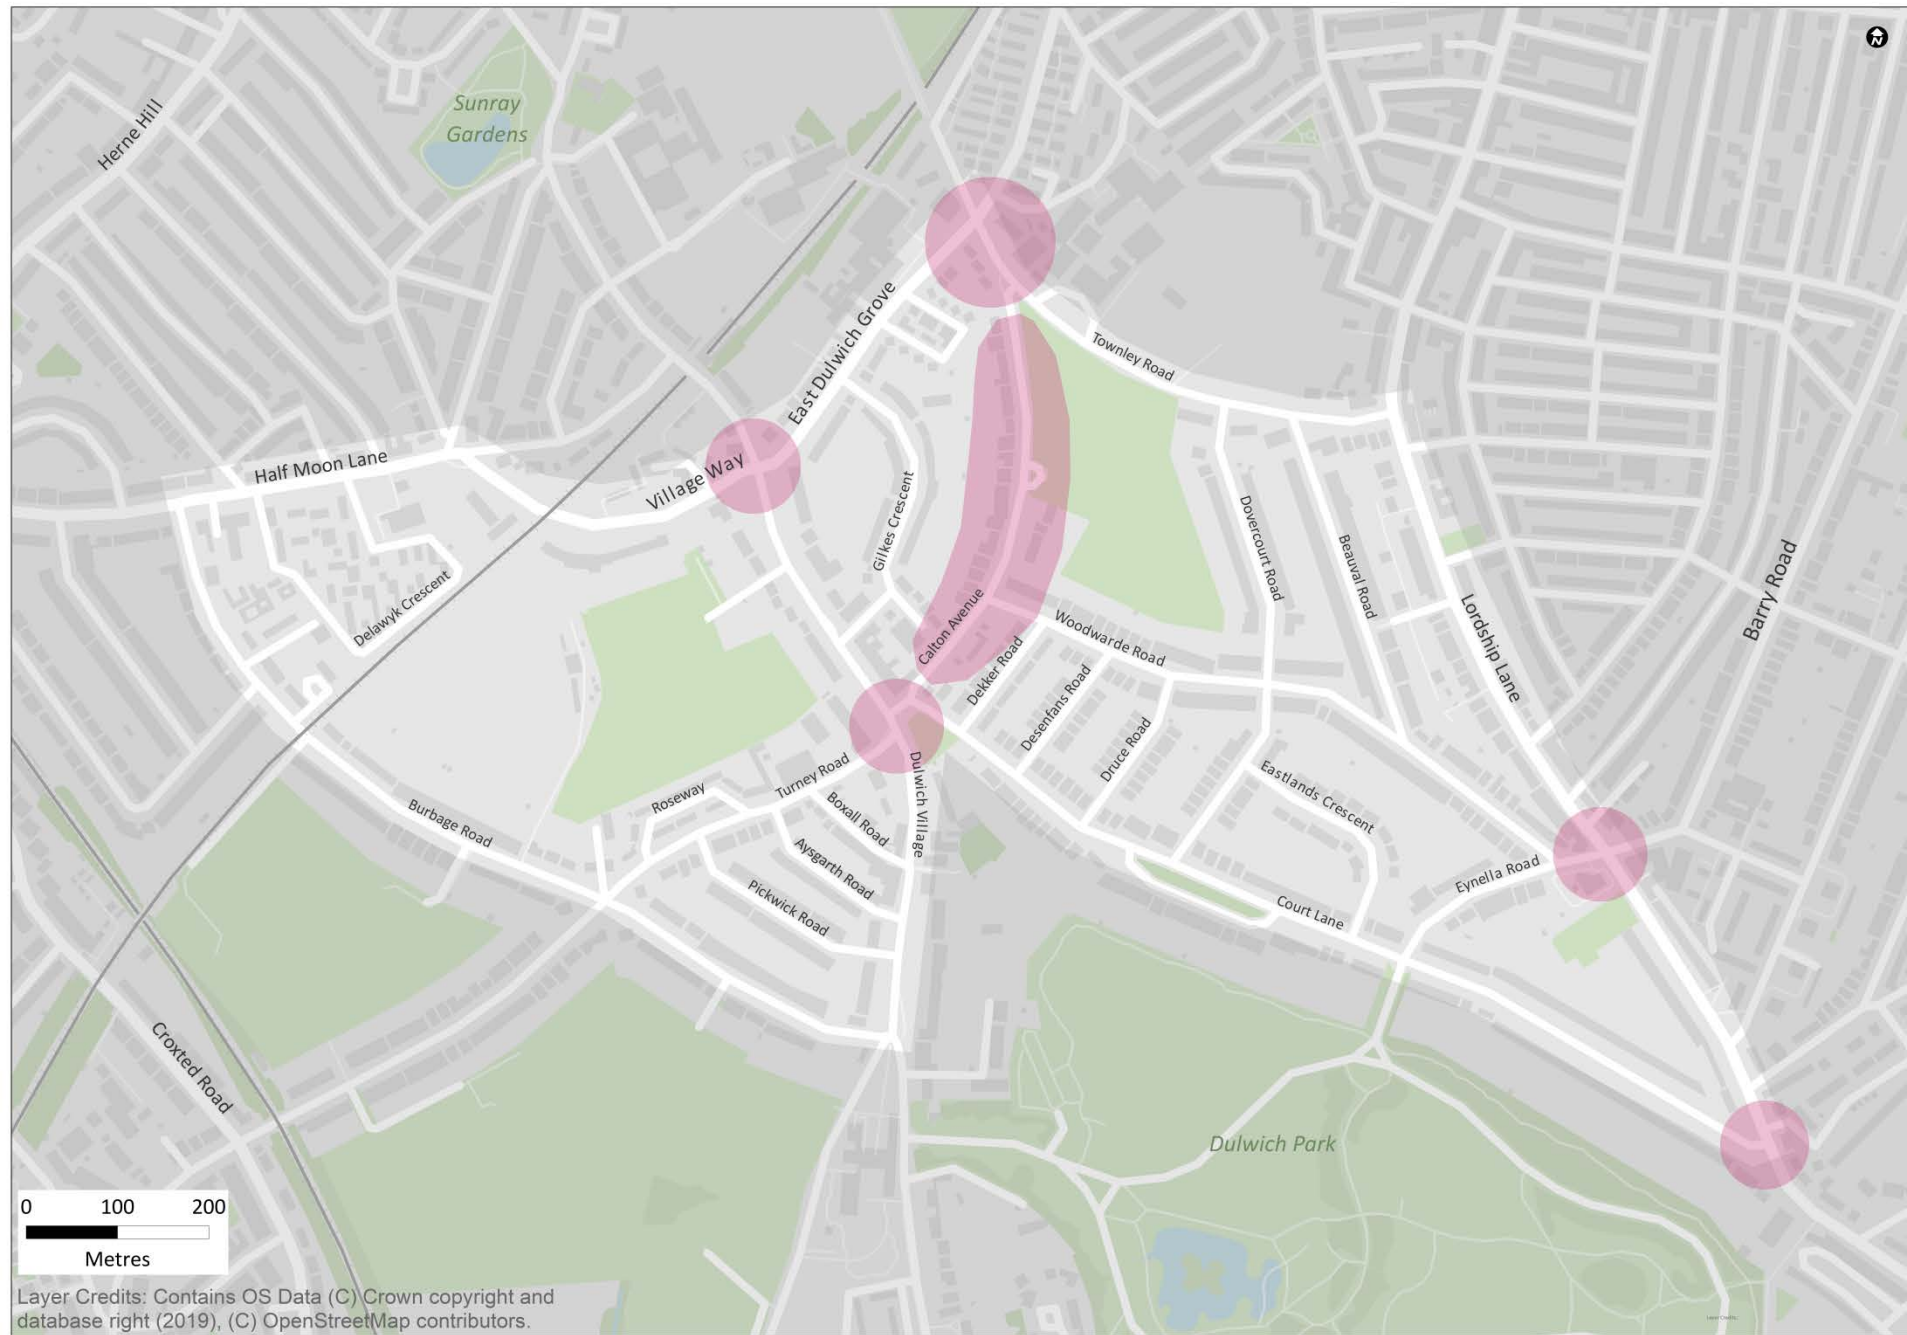 N
Sunray
Gardens
Herne Hill
East Dulwich Grove
Townley Road
Half Moon Lane
Village Way
Gilkes Crescent
Dovercourt Road
Beauval Road
Barry Road
Delawyk Crescent
Calton Avenue
Woodwarde Road
Lordship Lane
Dekker Road
Desenfans Road
Druce Road
Dulwich Village
Turney Road
Roseway
Eastlands Crescent
Burbage Road
Boxall Road
Aysgarth Road
Pickwick Road
Eynella Road
Court Lane
Croxted Road
Dulwich Park
0 100 200
Metres
Layer Credits: Contains OS Data (C) Crown copyright and
database right (2019), (C) OpenStreetMap contributors.